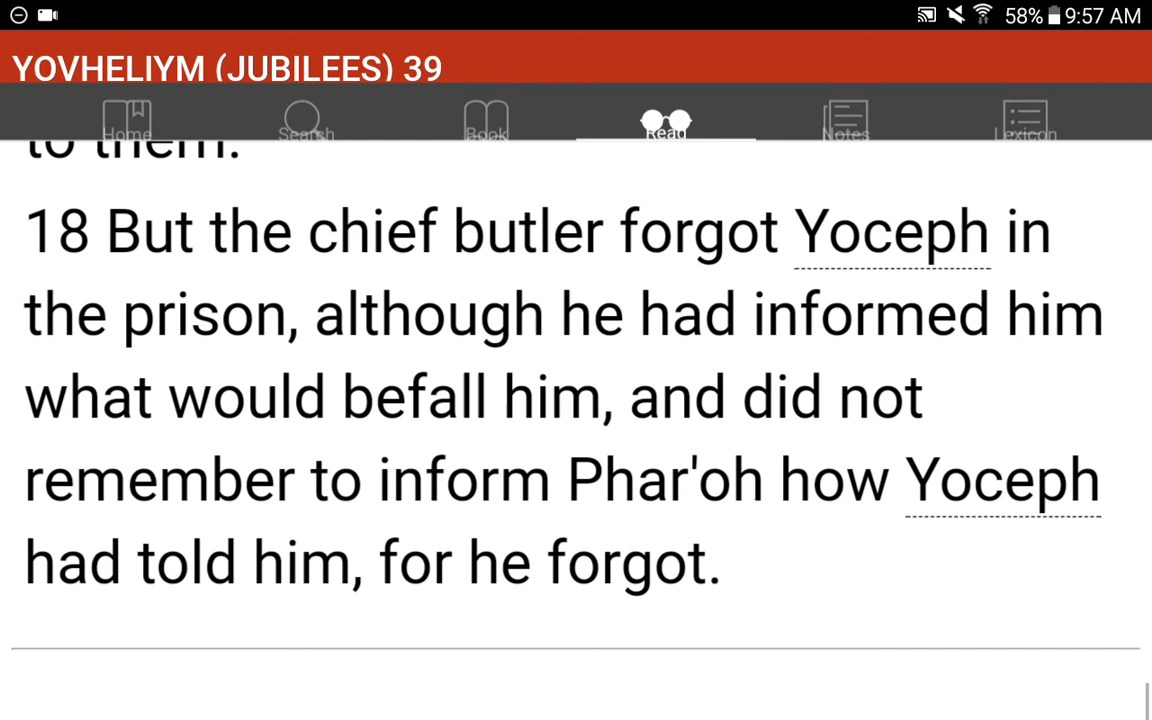 58% 9:57 AM
YOVHELIYM (JUBILEES) 39
Home Search Book Read Notes Lexicon
to them.
18 But the chief butler forgot Yoceph in
the prison, although he had informed him
what would befall him, and did not
remember to inform Phar'oh how Yoceph
had told him, for he forgot.